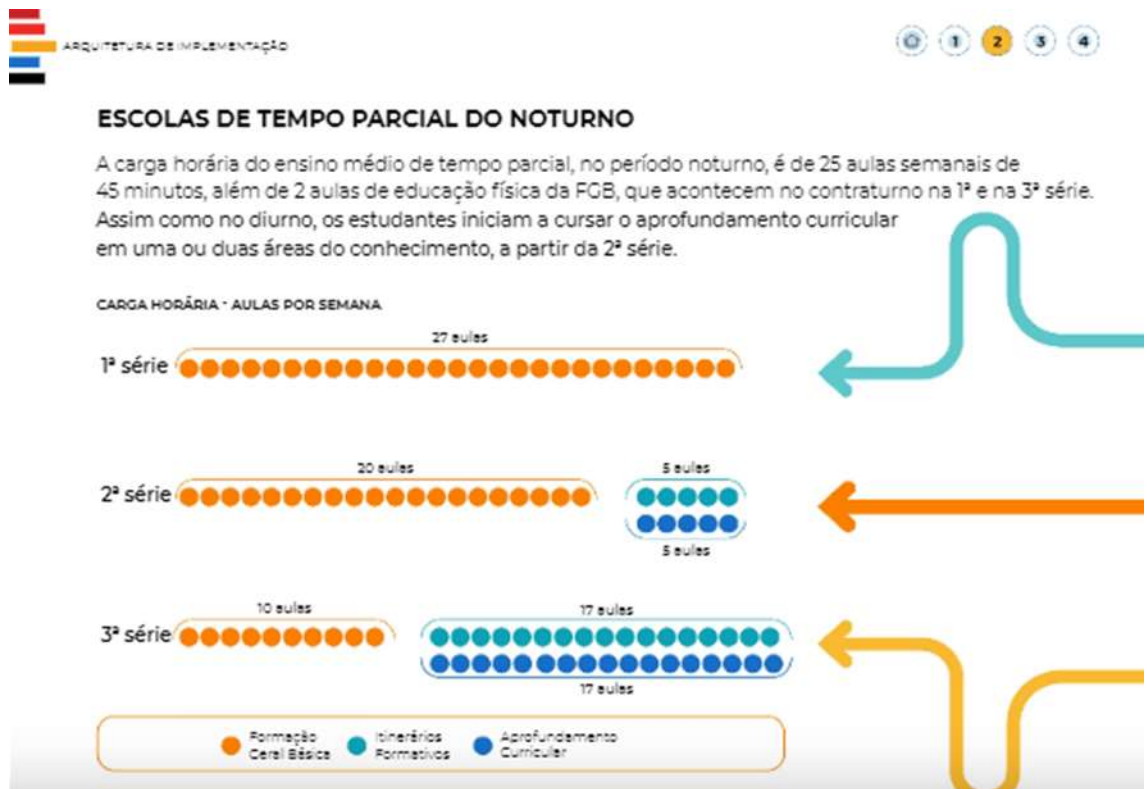 ARQUITETURA DE IMPLEMENTAÇÃO
1 2 3 4
ESCOLAS DE TEMPO PARCIAL DO NOTURNO
A carga horária do ensino médio de tempo parcial, no período noturno, é de 25 aulas semanais de
45 minutos, além de 2 aulas de educação física da FGB, que acontecem no contraturno na 1ª e na 3ª série.
Assim como no diurno, os estudantes iniciam a cursar o aprofundamento curricular
em uma ou duas áreas do conhecimento, a partir da 2ª série.
CARGA HORÁRIA - AULAS POR SEMANA
27 aulas
1ª série
20 aulas 5 aulas
2ª série
5 aulas
10 aulas 17 aulas
3ª série
17 aulas
Formação Itinerários Aprofundamento
Geral Básica Formativos Curricular